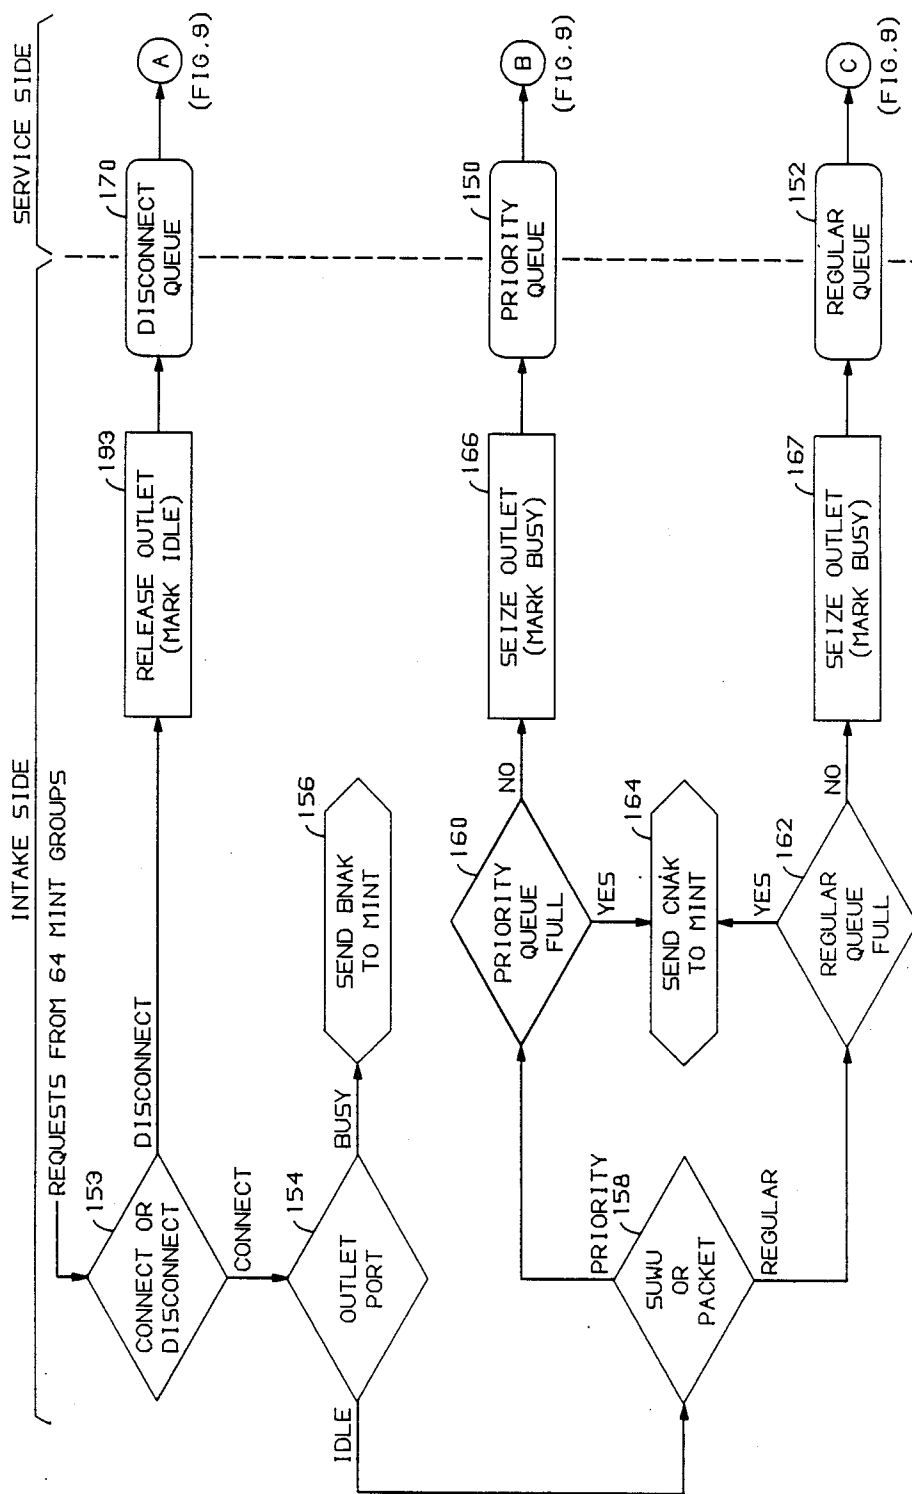 INTAKE SIDE
SERVICE SIDE
REQUESTS FROM 64 MINT GROUPS
153
CONNECT OR
DISCONNECT
DISCONNECT
193
RELEASE OUTLET
(MARK IDLE)
170
DISCONNECT
QUEUE
A
(FIG.9)
CONNECT
154
OUTLET
PORT
BUSY
156
SEND BNAK
TO MINT
IDLE
PRIORITY
158
SUWU
OR
PACKET
REGULAR
160
PRIORITY
QUEUE
FULL
NO
YES
166
SEIZE OUTLET
(MARK BUSY)
150
PRIORITY
QUEUE
B
(FIG.9)
164
SEND CNAK
TO MINT
YES
162
REGULAR
QUEUE
FULL
NO
167
SEIZE OUTLET
(MARK BUSY)
152
REGULAR
QUEUE
C
(FIG.9)